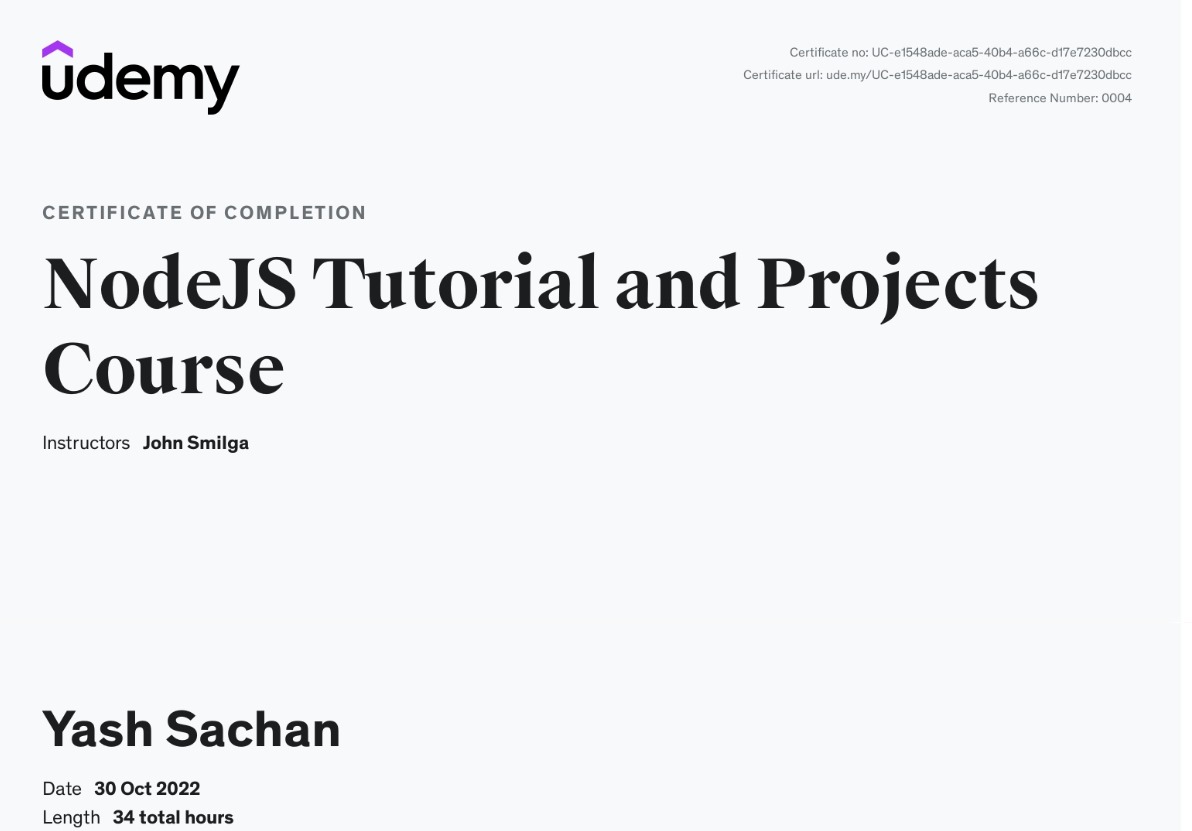 udemy
Certificate no: UC-e1548ade-aca5-40b4-a66c-d17e7230dbcc
Certificate url: ude.my/UC-e1548ade-aca5-40b4-a66c-d17e7230dbcc
Reference Number: 0004
CERTIFICATE OF COMPLETION
NodeJS Tutorial and Projects
Course
Instructors John Smilga
Yash Sachan
Date 30 Oct 2022
Length 34 total hours